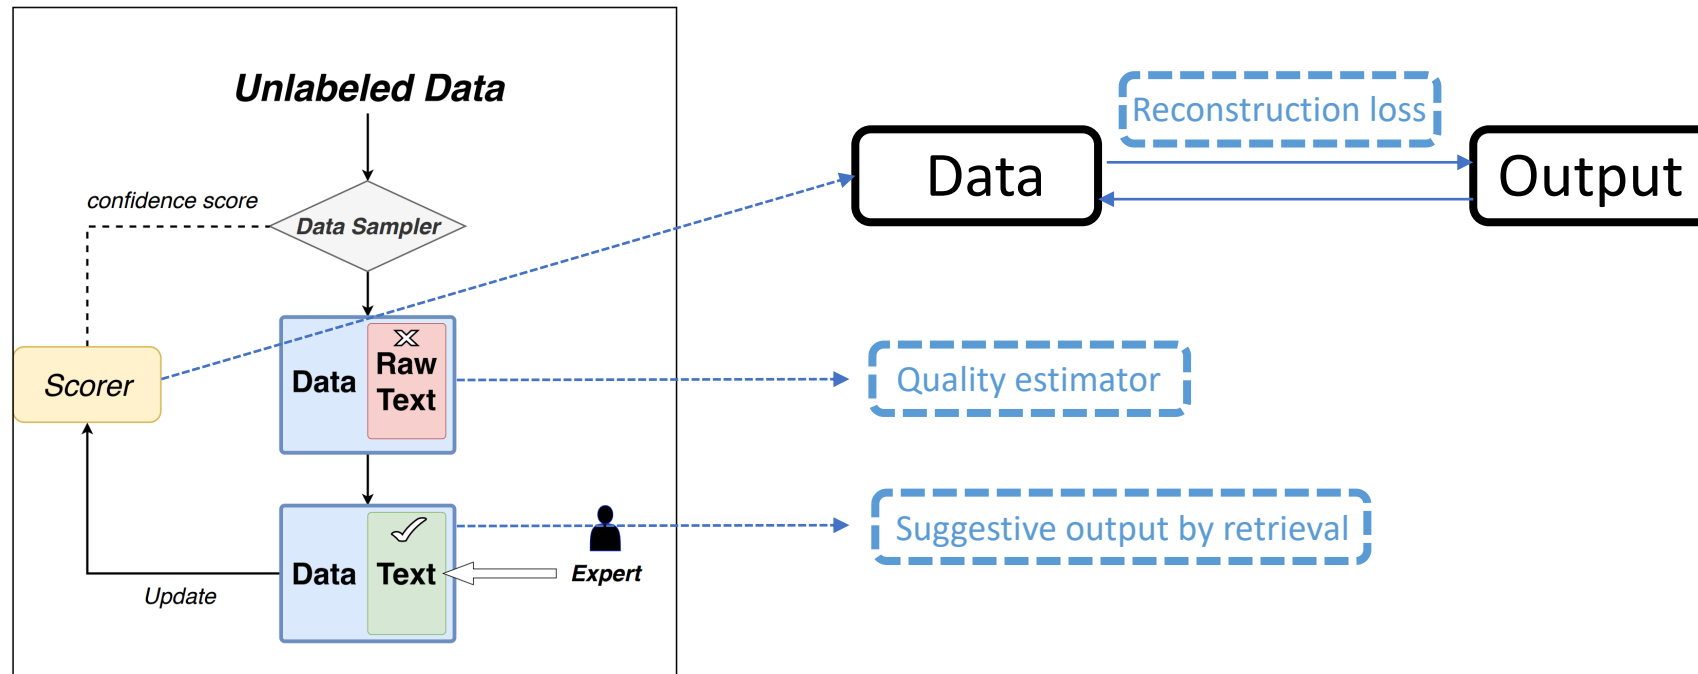 Unlabeled Data
confidence score
Data Sampler
Scorer
Data
Raw
Text
Data
Text
Expert
Update
Reconstruction loss
Data
Output
Quality estimator
Suggestive output by retrieval